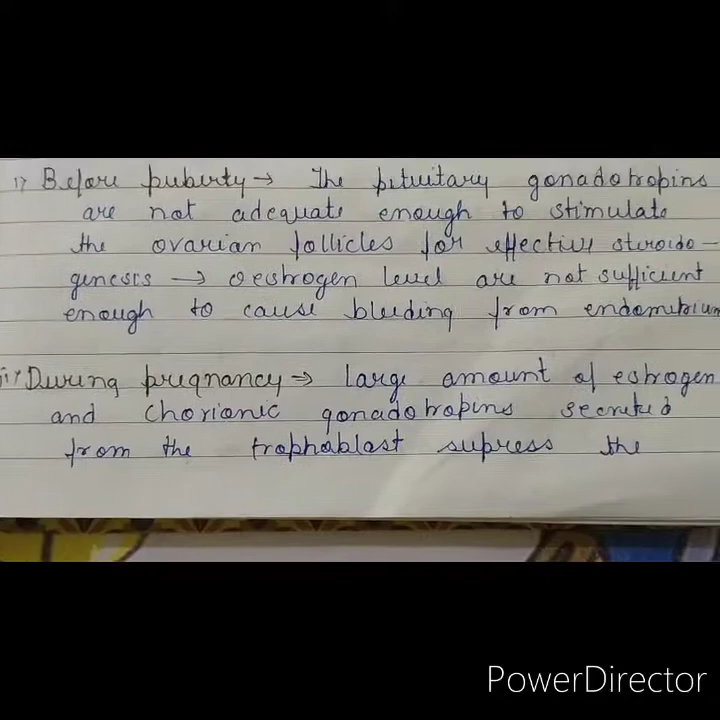 i) Before puberty → The pituitary gonadotropins
are not adequate enough to stimulate
the ovarian follicles for effective steroido-
genesis → oestrogen level are not sufficient
enough to cause bleeding from endometrium
ii) During pregnancy → Large amount of estrogen
and chorionic gonadotropins secreted
from the trophablast supress the
PowerDirector